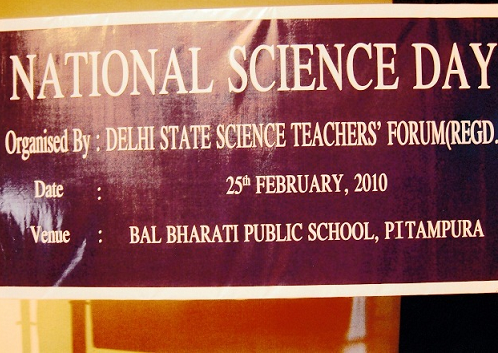 NATIONAL SCIENCE DAY
Organised By : DELHI STATE SCIENCE TEACHERS' FORUM(REGD.
Date : 25th FEBRUARY, 2010
Venue : BAL BHARATI PUBLIC SCHOOL, PITAMPURA